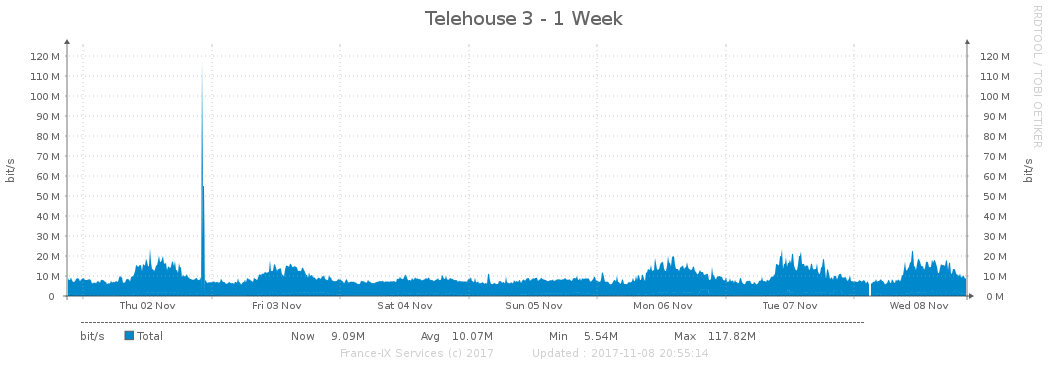 Telehouse 3 - 1 Week
RRDTOOL / TOBI OETIKER
120 M 120 M
110 M 110 M
100 M 100 M
90 M 90 M
80 M 80 M
70 M 70 M
60 M 60 M
50 M 50 M
40 M 40 M
30 M 30 M
20 M 20 M
10 M 10 M
0 0 M
bit/s
bit/s
Thu 02 Nov Fri 03 Nov Sat 04 Nov Sun 05 Nov Mon 06 Nov Tue 07 Nov Wed 08 Nov
bit/s Total Now 9.09M Avg 10.07M Min 5.54M Max 117.82M
France-IX Services (c) 2017 Updated : 2017-11-08 20:55:14